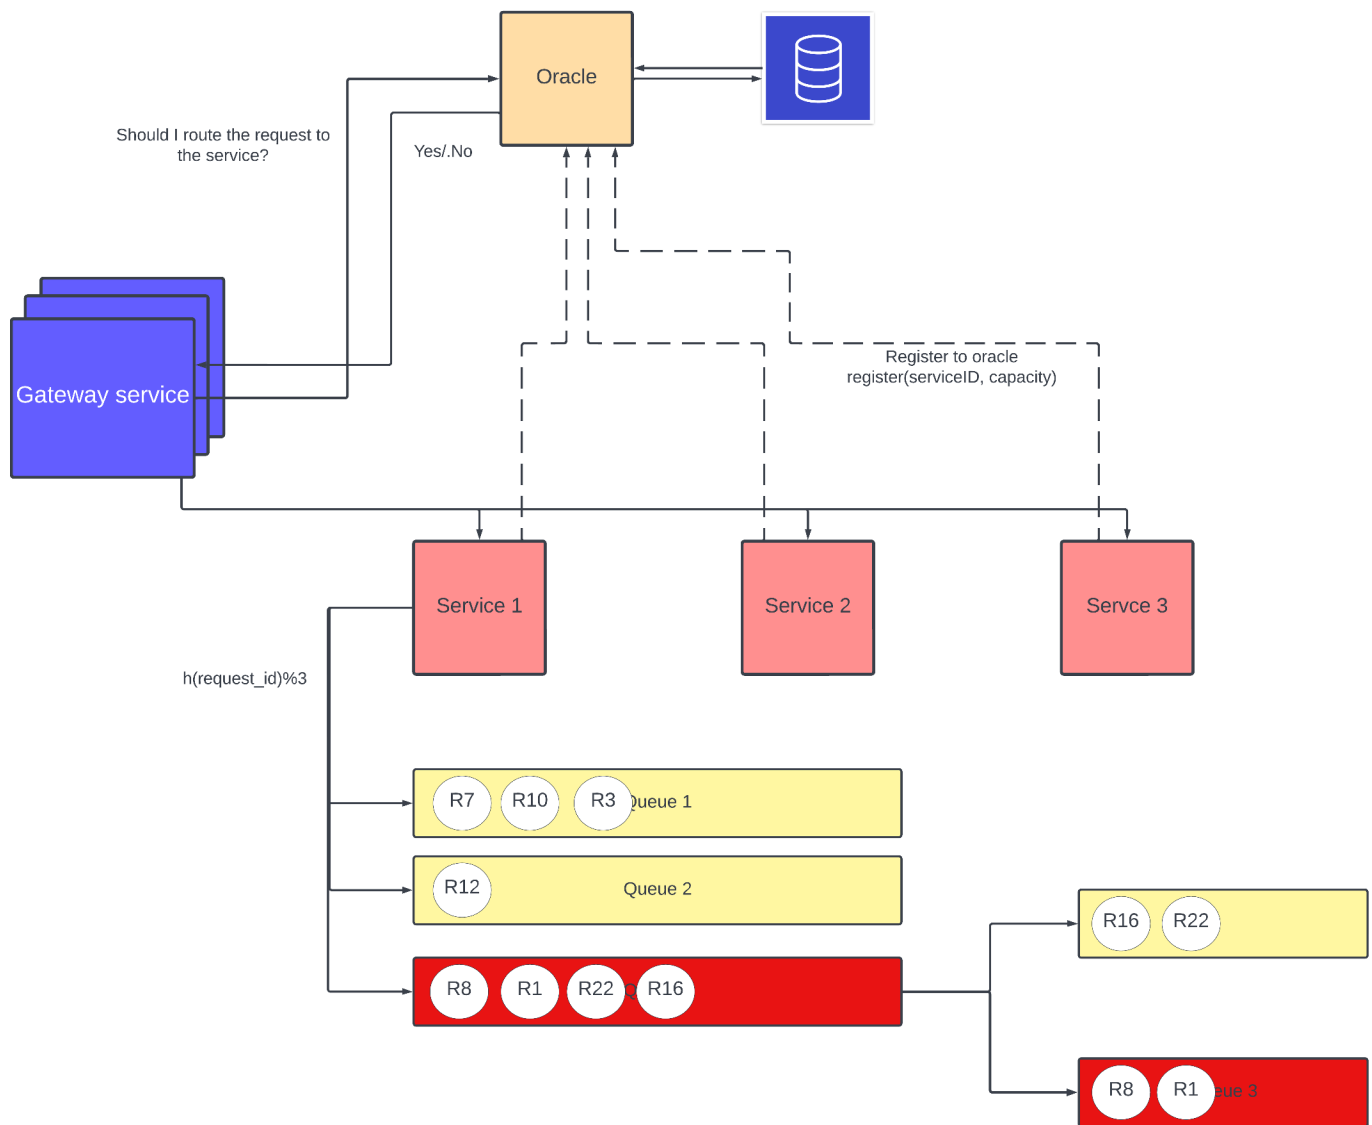 Oracle
Should I route the request to
the service?
Yes/.No
Gateway service
Register to oracle
register(serviceID, capacity)
Service 1
Service 2
Servce 3
h(request_id)%3
R7 R10 R3 Queue 1
R12 Queue 2
R16 R22
R8 R1 R22 R16
R8 R1 eue 3